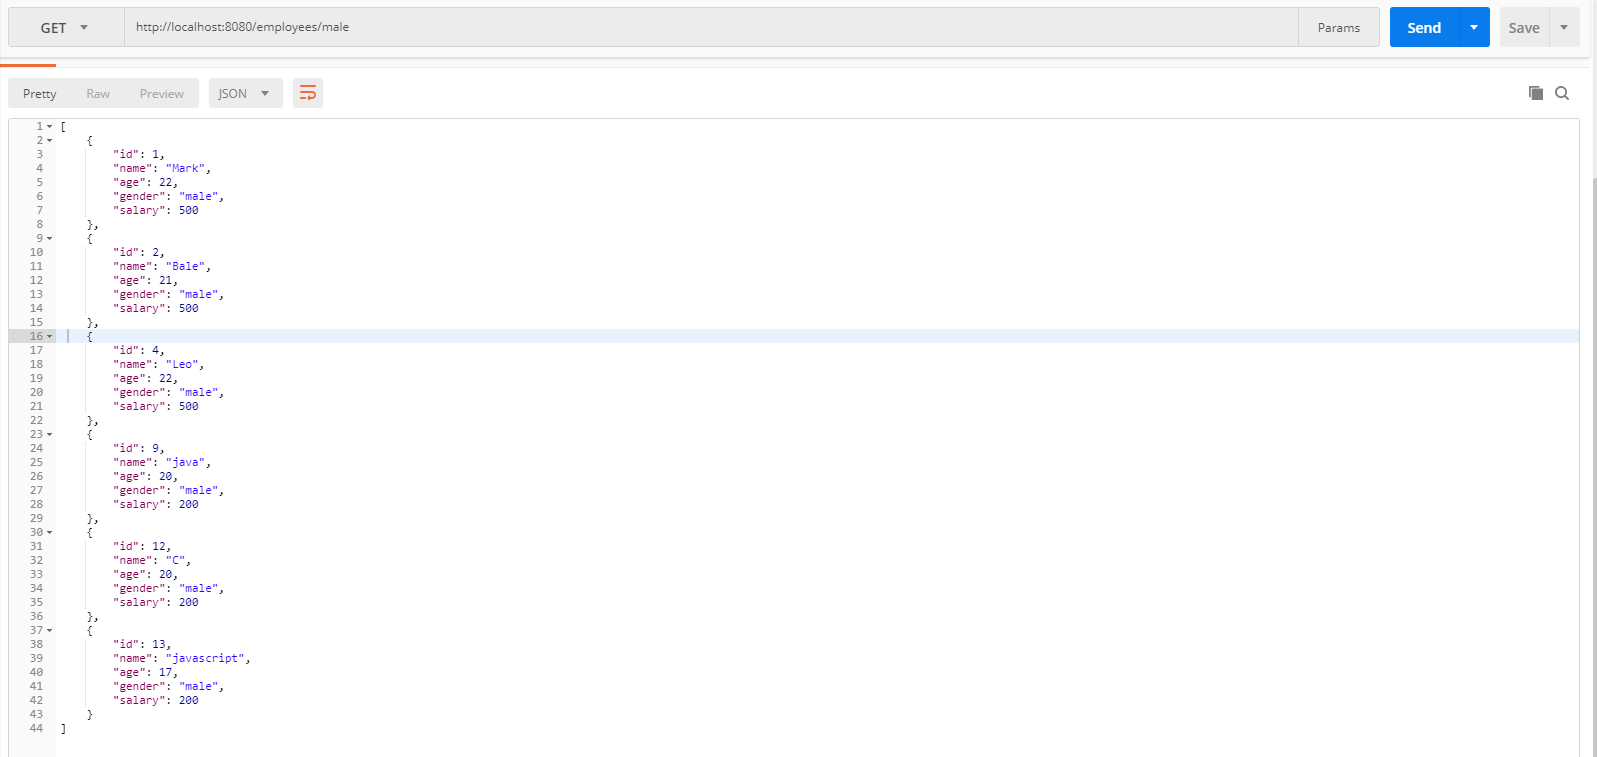 GET http://localhost:8080/employees/male Params Send Save
Pretty Raw Preview JSON
1 [
2 {
3 "id": 1,
4 "name": "Mark",
5 "age": 22,
6 "gender": "male",
7 "salary": 500
8 },
9 {
10 "id": 2,
11 "name": "Bale",
12 "age": 21,
13 "gender": "male",
14 "salary": 500
15 },
16 {
17 "id": 4,
18 "name": "Leo",
19 "age": 22,
20 "gender": "male",
21 "salary": 500
22 },
23 {
24 "id": 9,
25 "name": "java",
26 "age": 20,
27 "gender": "male",
28 "salary": 200
29 },
30 {
31 "id": 12,
32 "name": "C",
33 "age": 20,
34 "gender": "male",
35 "salary": 200
36 },
37 {
38 "id": 13,
39 "name": "javascript",
40 "age": 17,
41 "gender": "male",
42 "salary": 200
43 }
44 ]